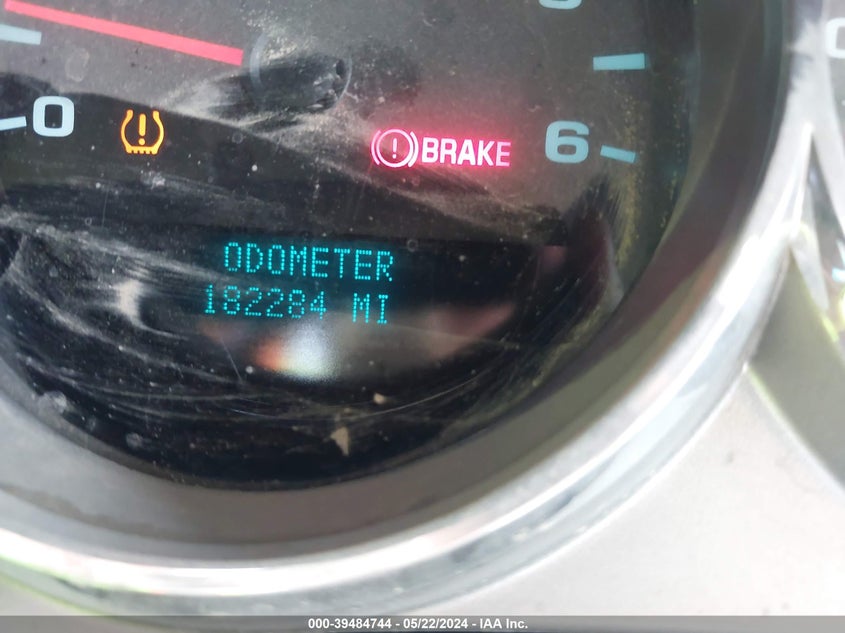 0
BRAKE
6
ODOMETER
182284 MI
000-39484744 - 05/22/2024 - IAA Inc.